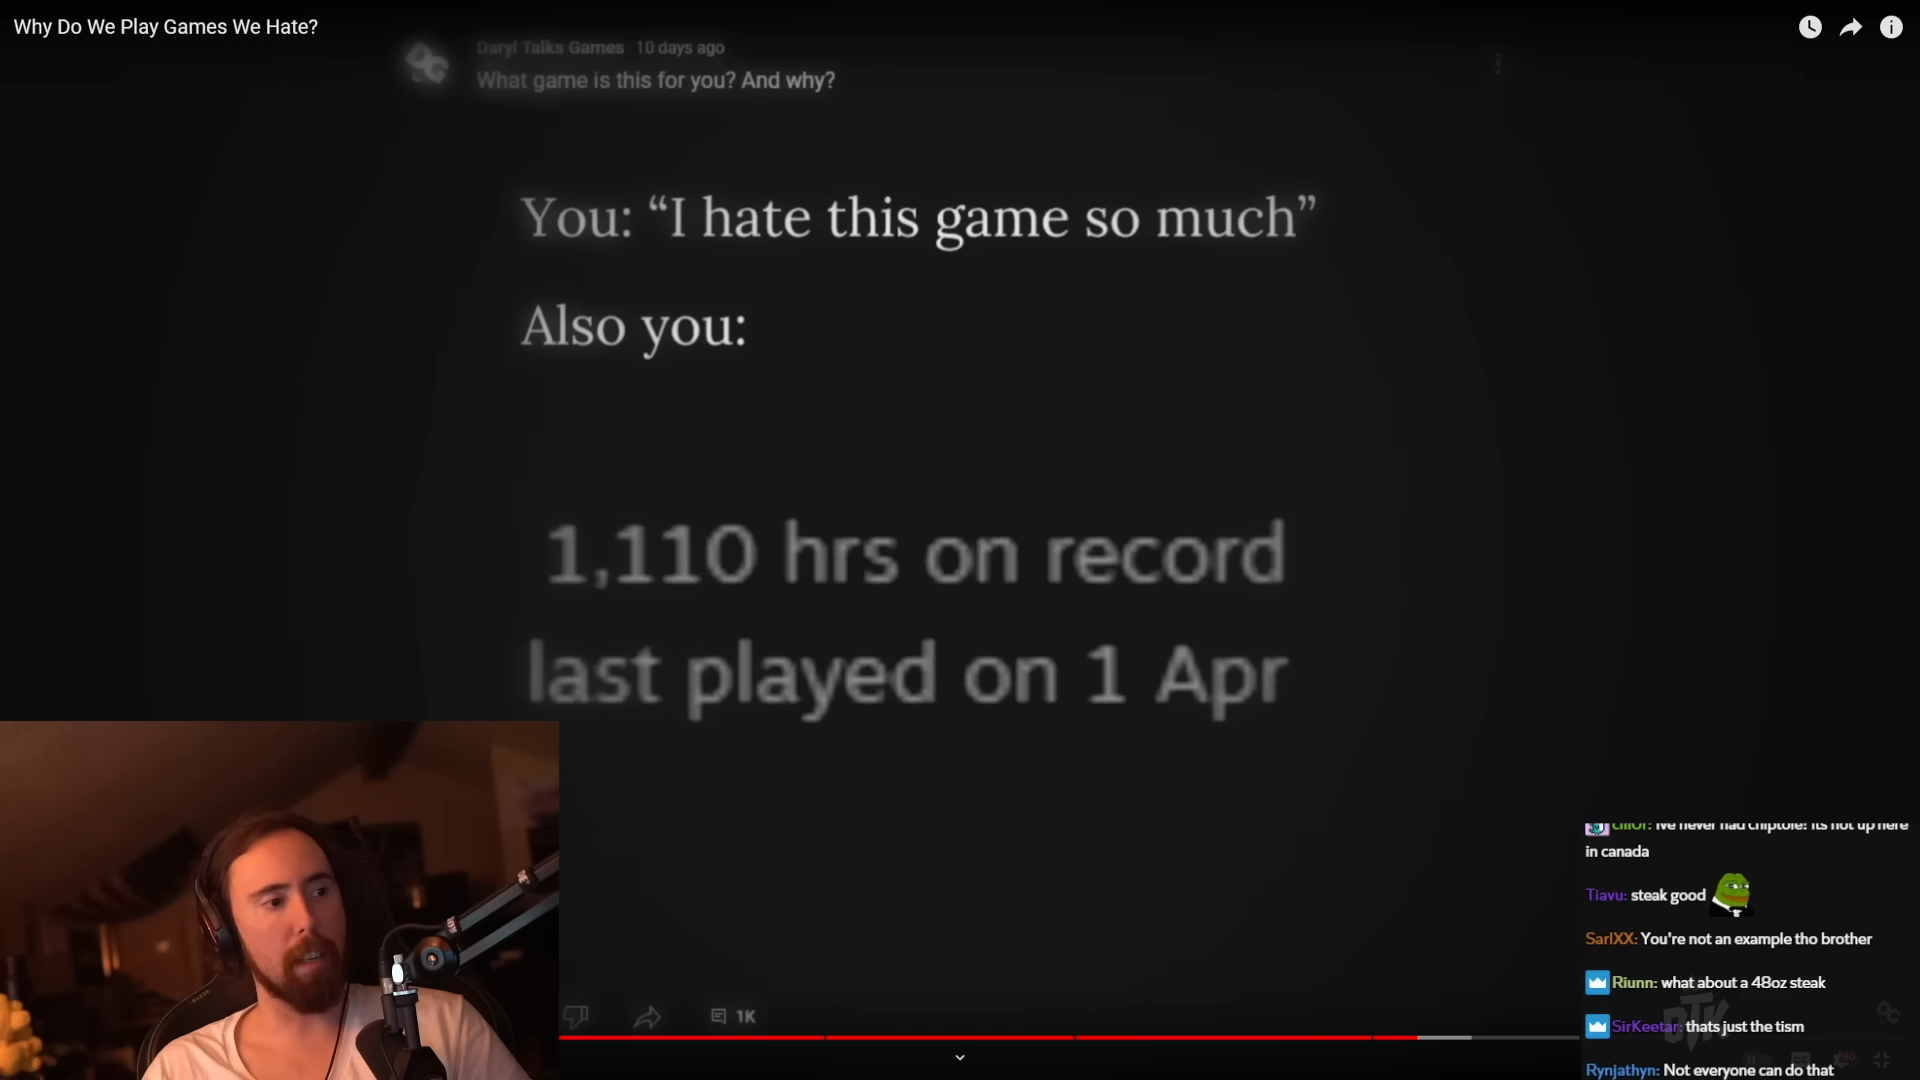 Why Do We Play Games We Hate?
Daryl Talks Games 10 days ago
What game is this for you? And why?
You: “I hate this game so much”
Also you:
1,110 hrs on record
last played on 1 Apr
1K
in canada
Tiavu: steak good
SarlXX: You're not an example tho brother
Riunn: what about a 48oz steak
SirKeetar: thats just the tism
Rynjathyn: Not everyone can do that